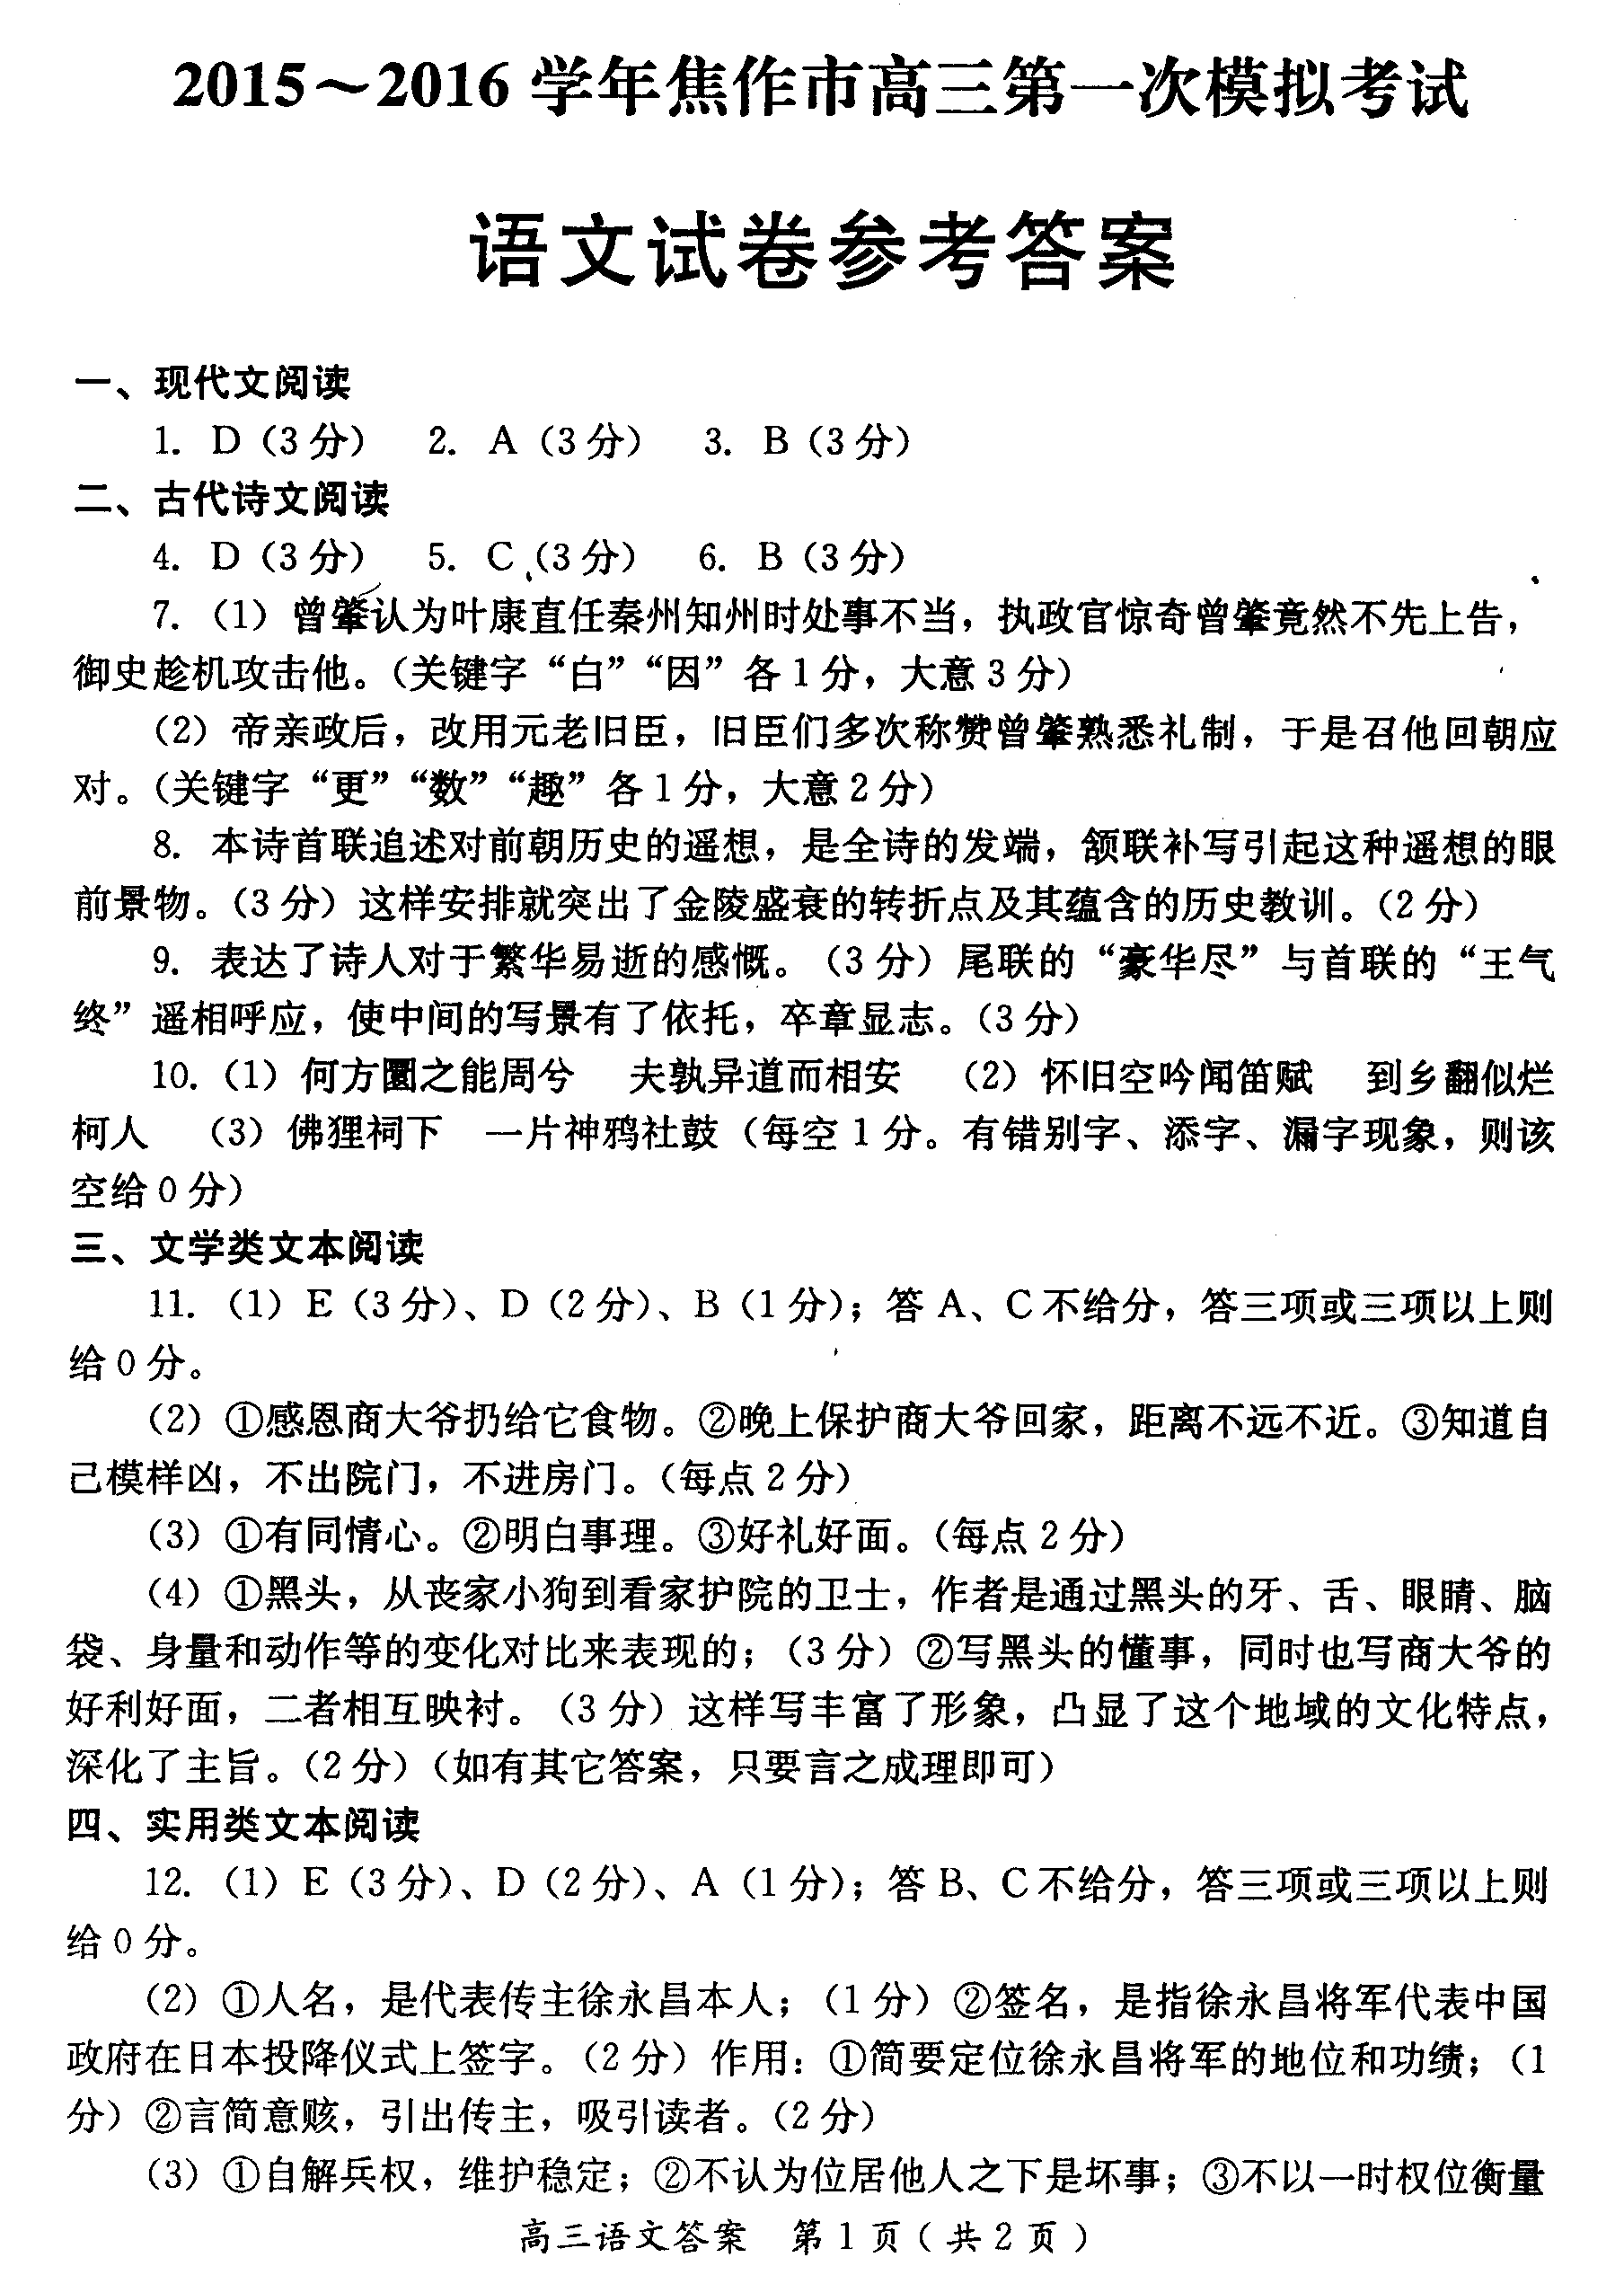 2015～2016 学年焦作市高三第一次模拟考试
语文试卷参考答案
一、现代文阅读
1. D（3 分） 2. A（3 分） 3. B（3 分）
二、古代诗文阅读
4. D（3 分） 5. C（3 分） 6. B（3 分）
7.（1）曾肇认为叶康直任秦州知州时处事不当，执政官惊奇曾肇竟然不先上告，
御史趁机攻击他。（关键字“白”“因”各 1 分，大意 3 分）
（2）帝亲政后，改用元老旧臣，旧臣们多次称赞曾肇熟悉礼制，于是召他回朝应
对。（关键字“更”“数”“趣”各 1 分，大意 2 分）
8. 本诗首联追述对前朝历史的遥想，是全诗的发端，颔联补写引起这种遥想的眼
前景物。（3 分）这样安排就突出了金陵盛衰的转折点及其蕴含的历史教训。（2 分）
9. 表达了诗人对于繁华易逝的感慨。（3 分）尾联的“豪华尽”与首联的“王气
终”遥相呼应，使中间的写景有了依托，卒章显志。（3 分）
10.（1）何方圜之能周兮 夫孰异道而相安 （2）怀旧空吟闻笛赋 到乡翻似烂
柯人 （3）佛狸祠下 一片神鸦社鼓（每空 1 分。有错别字、添字、漏字现象，则该
空给 0 分）
三、文学类文本阅读
11.（1）E（3 分）、D（2 分）、B（1 分）；答 A、C 不给分，答三项或三项以上则
给 0 分。
（2）①感恩商大爷扔给它食物。②晚上保护商大爷回家，距离不远不近。③知道自
己模样凶，不出院门，不进房门。（每点 2 分）
（3）①有同情心。②明白事理。③好礼好面。（每点 2 分）
（4）①黑头，从丧家小狗到看家护院的卫士，作者是通过黑头的牙、舌、眼睛、脑
袋、身量和动作等的变化对比来表现的；（3 分）②写黑头的懂事，同时也写商大爷的
好利好面，二者相互映衬。（3 分）这样写丰富了形象，凸显了这个地域的文化特点，
深化了主旨。（2 分）（如有其它答案，只要言之成理即可）
四、实用类文本阅读
12.（1）E（3 分）、D（2 分）、A（1 分）；答 B、C 不给分，答三项或三项以上则
给 0 分。
（2）①人名，是代表传主徐永昌本人；（1 分）②签名，是指徐永昌将军代表中国
政府在日本投降仪式上签字。（2 分）作用：①简要定位徐永昌将军的地位和功绩；（1
分）②言简意赅，引出传主，吸引读者。（2 分）
（3）①自解兵权，维护稳定；②不认为位居他人之下是坏事；③不以一时权位衡量
高三语文答案 第 1 页（ 共 2 页 ）